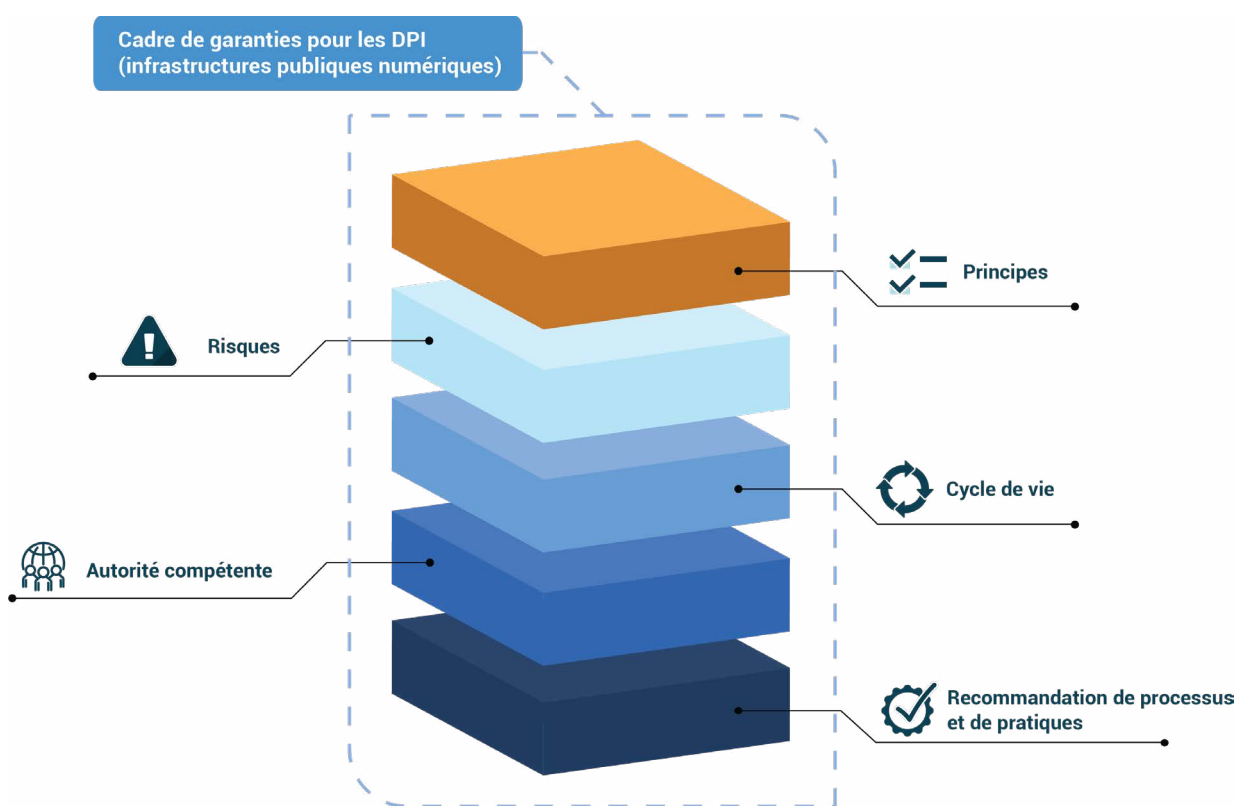 Cadre de garanties pour les DPI
(infrastructures publiques numériques)
Principes
Risques
Cycle de vie
Autorité compétente
Recommandation de processus
et de pratiques